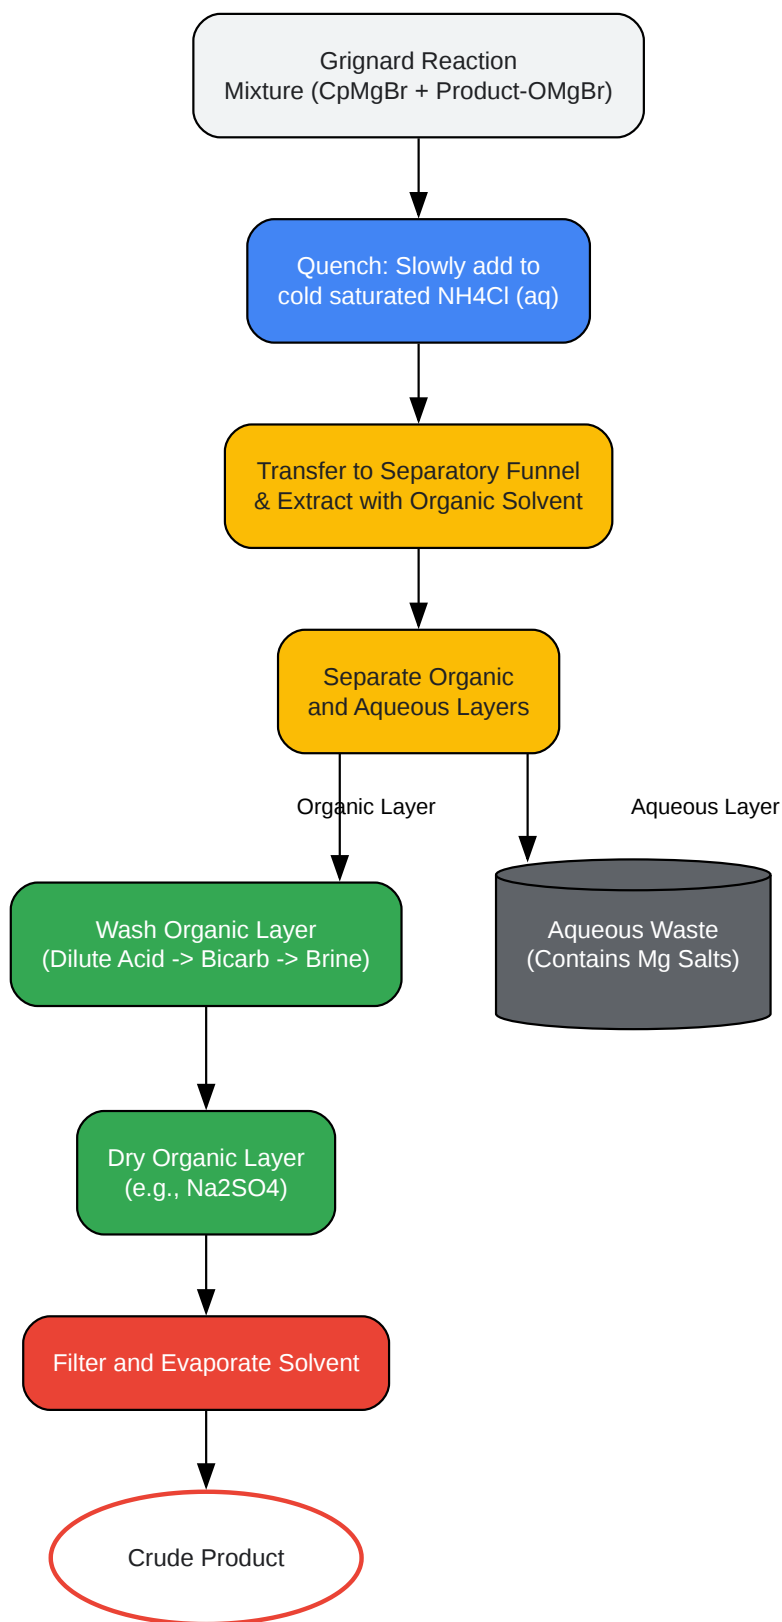 Grignard Reaction
Mixture (CpMgBr + Product-OMgBr)
Quench: Slowly add to
cold saturated NH4Cl (aq)
Transfer to Separatory Funnel
& Extract with Organic Solvent
Separate Organic
and Aqueous Layers
Organic Layer
Aqueous Layer
Wash Organic Layer
(Dilute Acid -> Bicarb -> Brine)
Aqueous Waste
(Contains Mg Salts)
Dry Organic Layer
(e.g., Na2SO4)
Filter and Evaporate Solvent
Crude Product